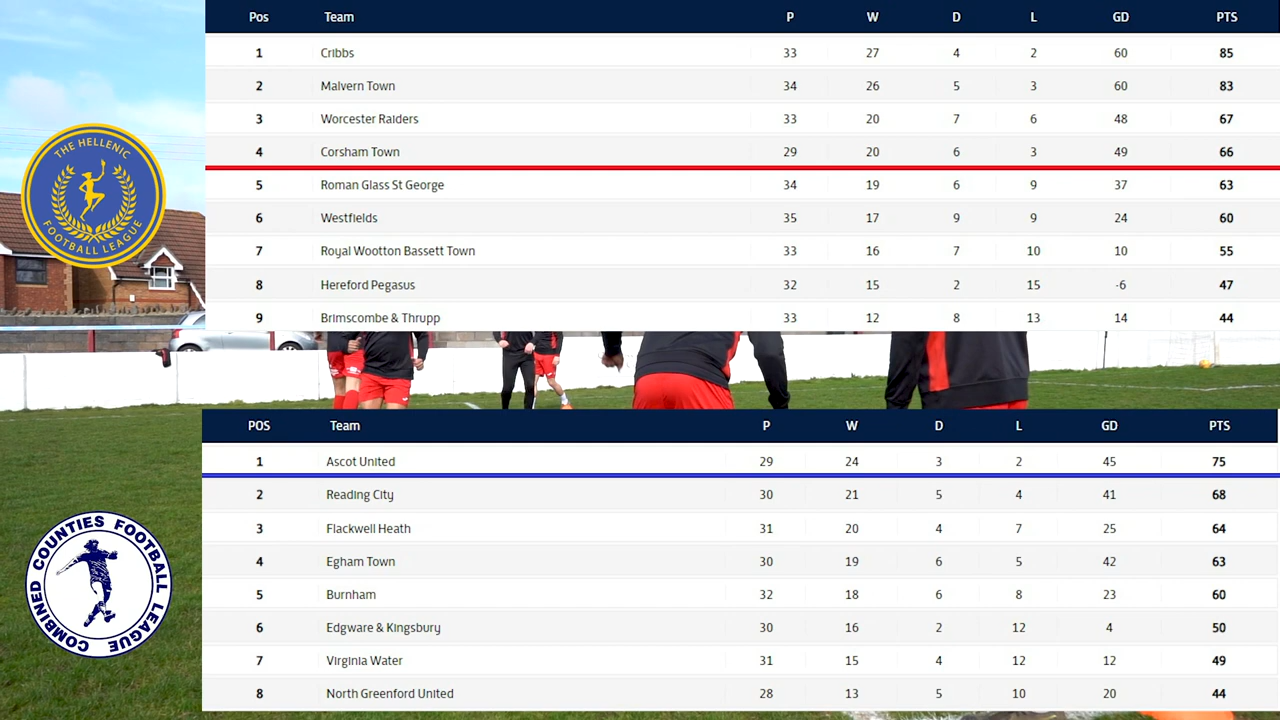 Pos Team P W D L GD PTS
1 Cribbs 33 27 4 2 60 85
2 Malvern Town 34 26 5 3 60 83
3 Worcester Raiders 33 20 7 6 48 67
4 Corsham Town 29 20 6 3 49 66
5 Roman Glass St George 34 19 6 9 37 63
6 Westfields 35 17 9 9 24 60
7 Royal Wootton Bassett Town 33 16 7 10 10 55
8 Hereford Pegasus 32 15 2 15 -6 47
9 Brimscombe & Thrupp 33 12 8 13 14 44
THE HELLENIC
FOOTBALL LEAGUE
POS Team P W D L GD PTS
1 Ascot United 29 24 3 2 45 75
2 Reading City 30 21 5 4 41 68
3 Flackwell Heath 31 20 4 7 25 64
4 Egham Town 30 19 6 5 42 63
5 Burnham 32 18 6 8 23 60
6 Edgware & Kingsbury 30 16 2 12 4 50
7 Virginia Water 31 15 4 12 12 49
8 North Greenford United 28 13 5 10 20 44
COMBINED COUNTIES FOOTBALL LEAGUE